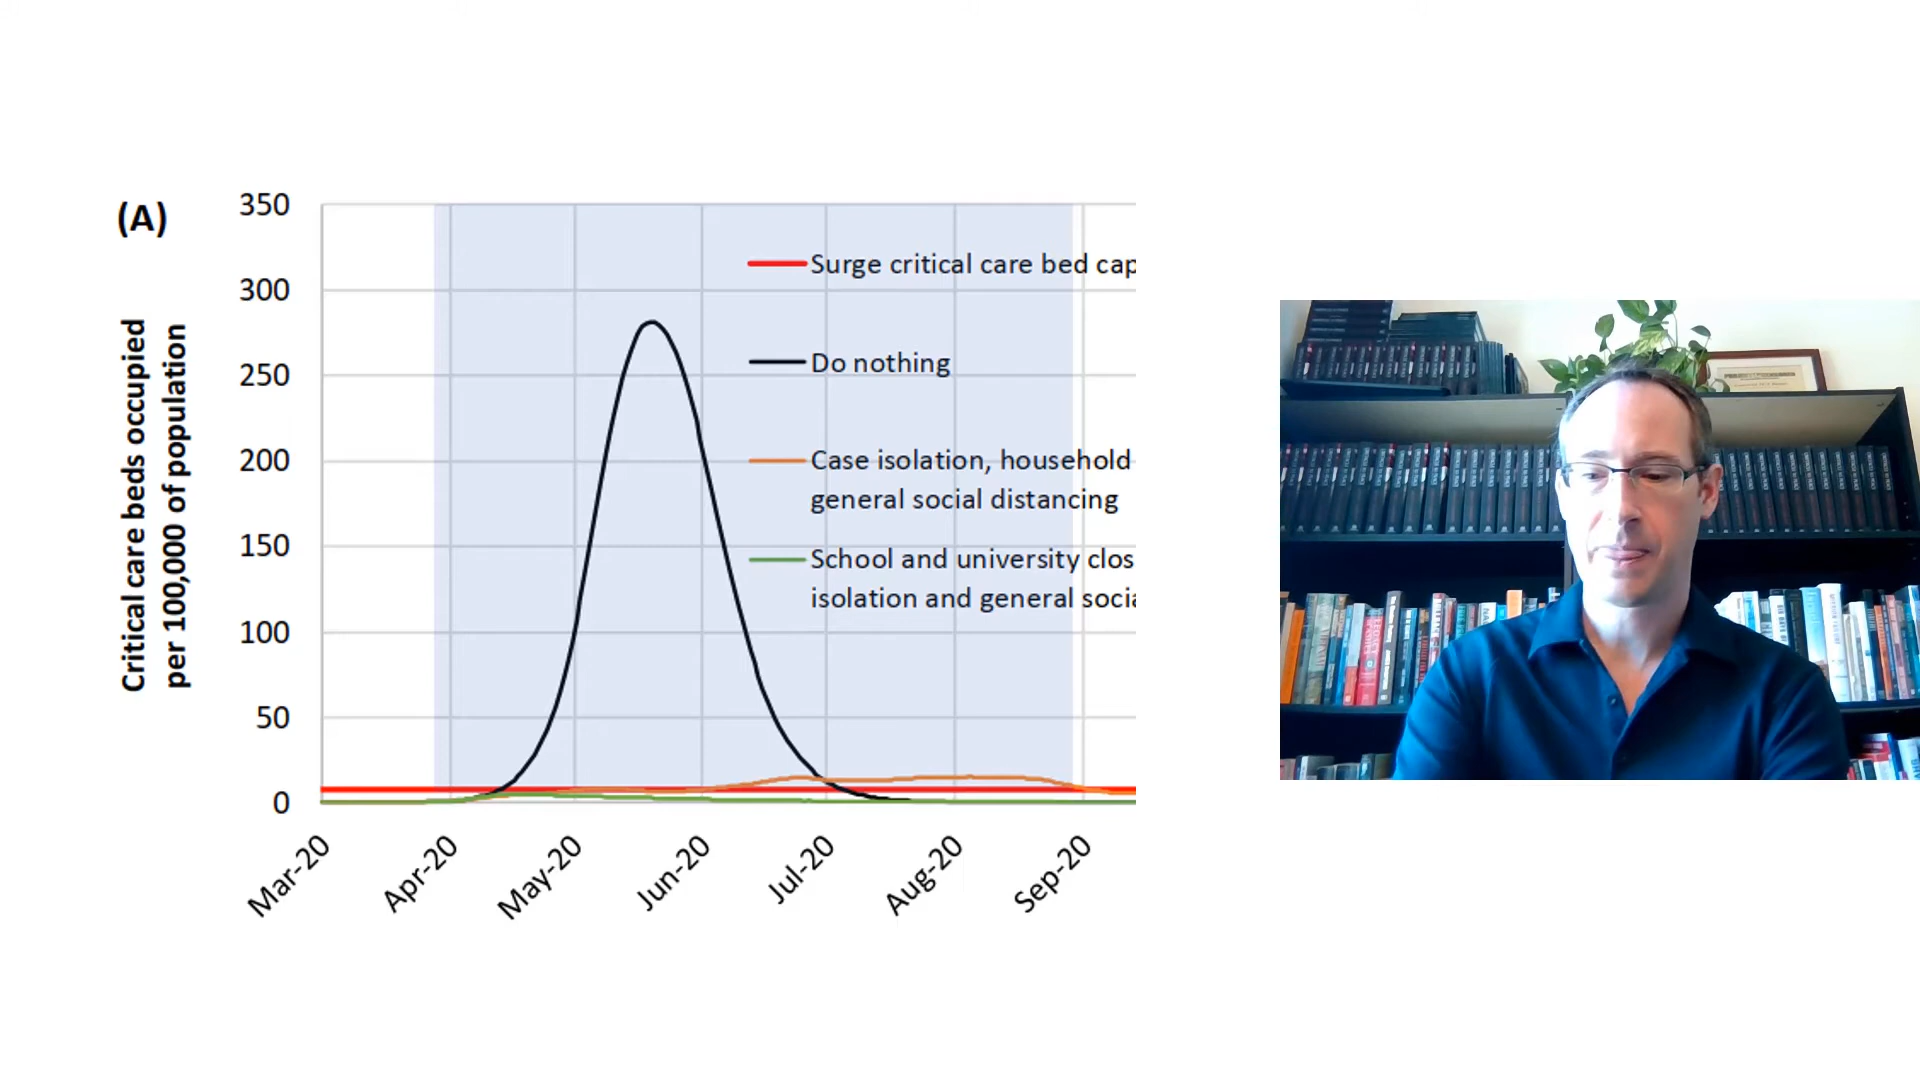 (A)
350
300
250
200
150
100
50
0
Critical care beds occupied
per 100,000 of population
Surge critical care bed cap
Do nothing
Case isolation, household
general social distancing
School and university clos
isolation and general socia
Mar-20
Apr-20
May-20
Jun-20
Jul-20
Aug-20
Sep-20